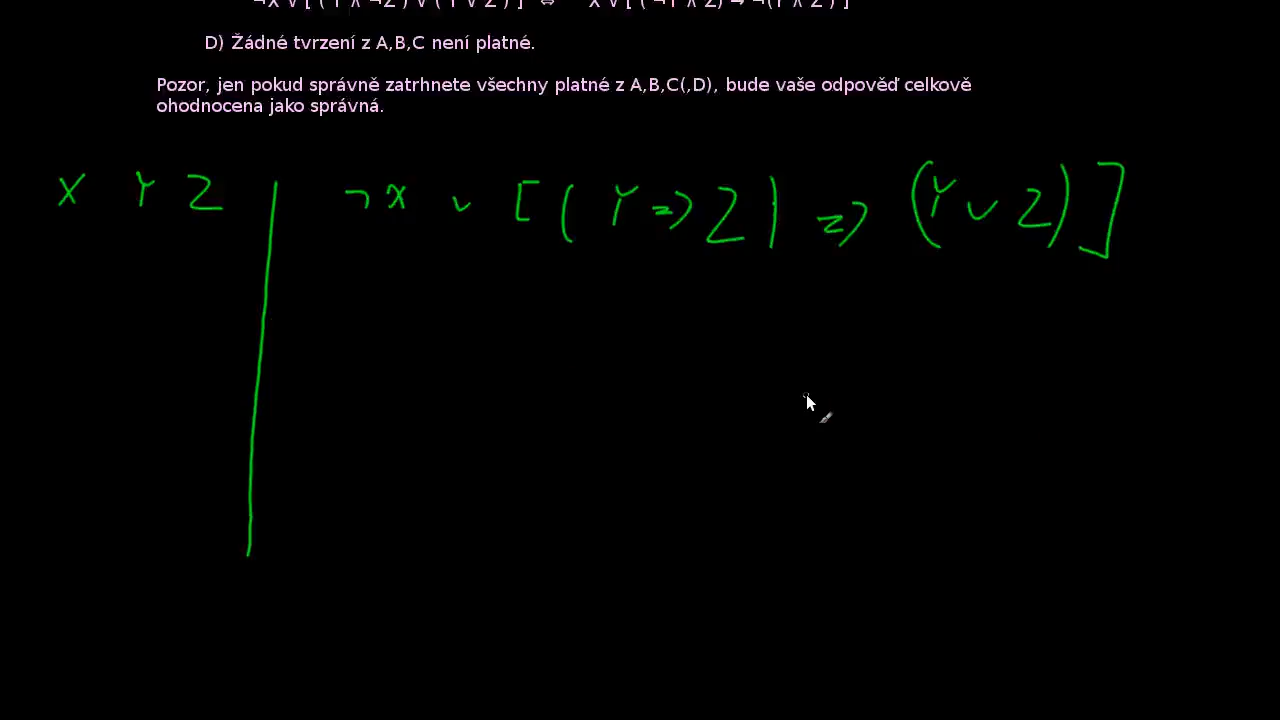 D) Žádné tvrzení z A,B,C není platné.
Pozor, jen pokud správně zatrhnete všechny platné z A,B,C(,D), bude vaše odpověď celkově
ohodnocena jako správná.
X Y Z ¬X ∨ [(Y => Z) => (Y ∨ Z)]